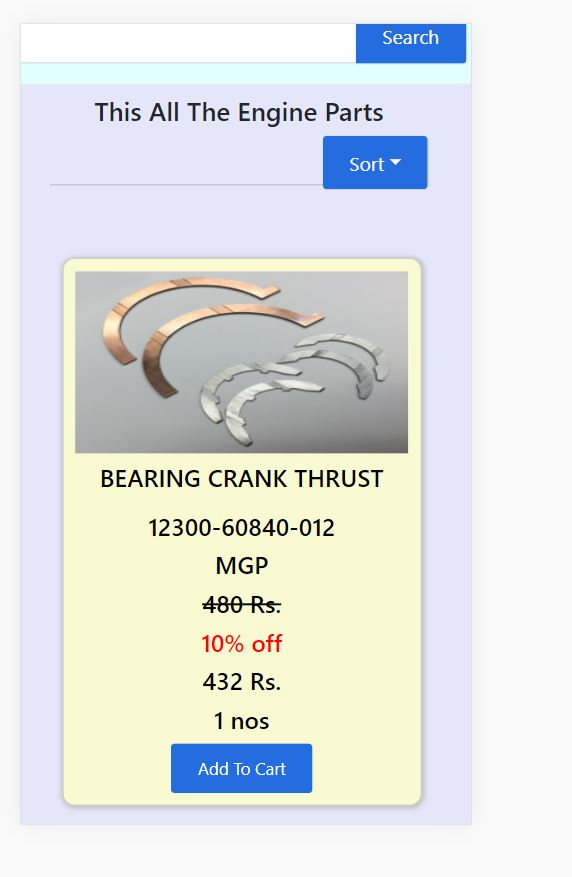 Search
This All The Engine Parts
Sort
BEARING CRANK THRUST
12300-60840-012
MGP
480 Rs.
10% off
432 Rs.
1 nos
Add To Cart